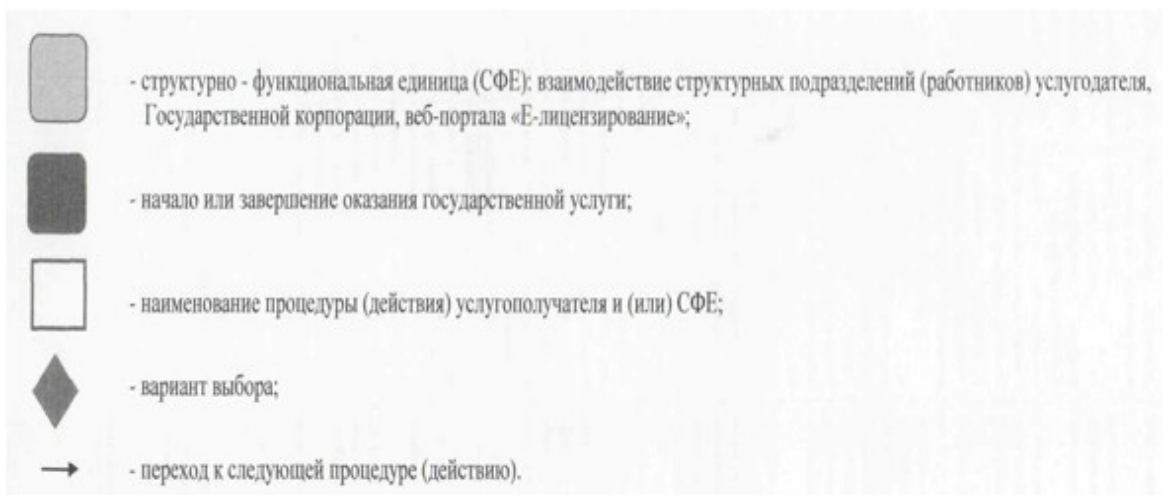 - структурно - функциональная единица (СФЕ): взаимодействие структурных подразделений (работников) услугодателя,
Государственной корпорации, веб-портала «Е-лицензирование»;
- начало или завершение оказания государственной услуги;
- наименование процедуры (действия) услугополучателя и (или) СФЕ;
- вариант выбора;
- переход к следующей процедуре (действию).